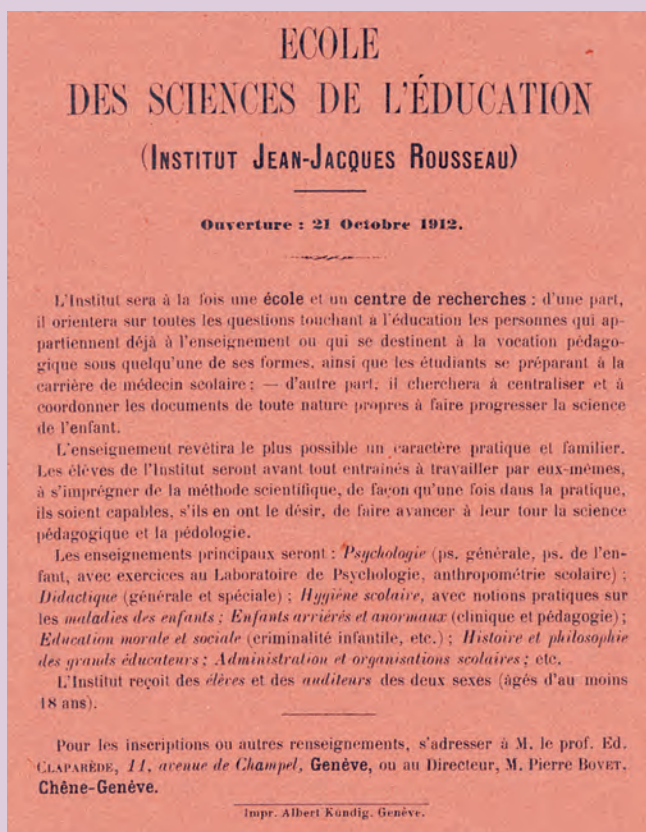 ECOLE
DES SCIENCES DE L'ÉDUCATION
(INSTITUT JEAN-JACQUES ROUSSEAU)
Ouverture : 21 Octobre 1912.
L'Institut sera à la fois une école et un centre de recherches : d'une part,
il orientera sur toutes les questions touchant à l'éducation les personnes qui ap-
partiennent déjà à l'enseignement ou qui se destinent à la vocation pédago-
gique sous quelqu'une de ses formes, ainsi que les étudiants se préparant à la
carrière de médecin scolaire ; — d'autre part, il cherchera à centraliser et à
coordonner les documents de toute nature propres à faire progresser la science
de l'enfant.
L'enseignement revêtira le plus possible un caractère pratique et familier.
Les élèves de l'Institut seront avant tout entraînés à travailler par eux-mêmes,
à s'imprégner de la méthode scientifique, de façon qu'une fois dans la pratique,
ils soient capables, s'ils en ont le désir, de faire avancer à leur tour la science
pédagogique et la pédologie.
Les enseignements principaux seront : Psychologie (ps. générale, ps. de l'en-
fant, avec exercices au Laboratoire de Psychologie, anthropométrie scolaire) ;
Didactique (générale et spéciale) ; Hygiène scolaire, avec notions pratiques sur
les maladies des enfants ; Enfants arriérés et anormaux (clinique et pédagogie) ;
Education morale et sociale (criminalité infantile, etc.) ; Histoire et philosophie
des grands éducateurs ; Administration et organisations scolaires ; etc.
L'Institut reçoit des élèves et des auditeurs des deux sexes (âgés d'au moins
18 ans).
Pour les inscriptions ou autres renseignements, s'adresser à M. le prof. Ed.
CLAPARÈDE, 11, avenue de Champel, Genève, ou au Directeur, M. Pierre BOVET,
Chêne-Genève.
Impr. Albert Kündig, Genève.